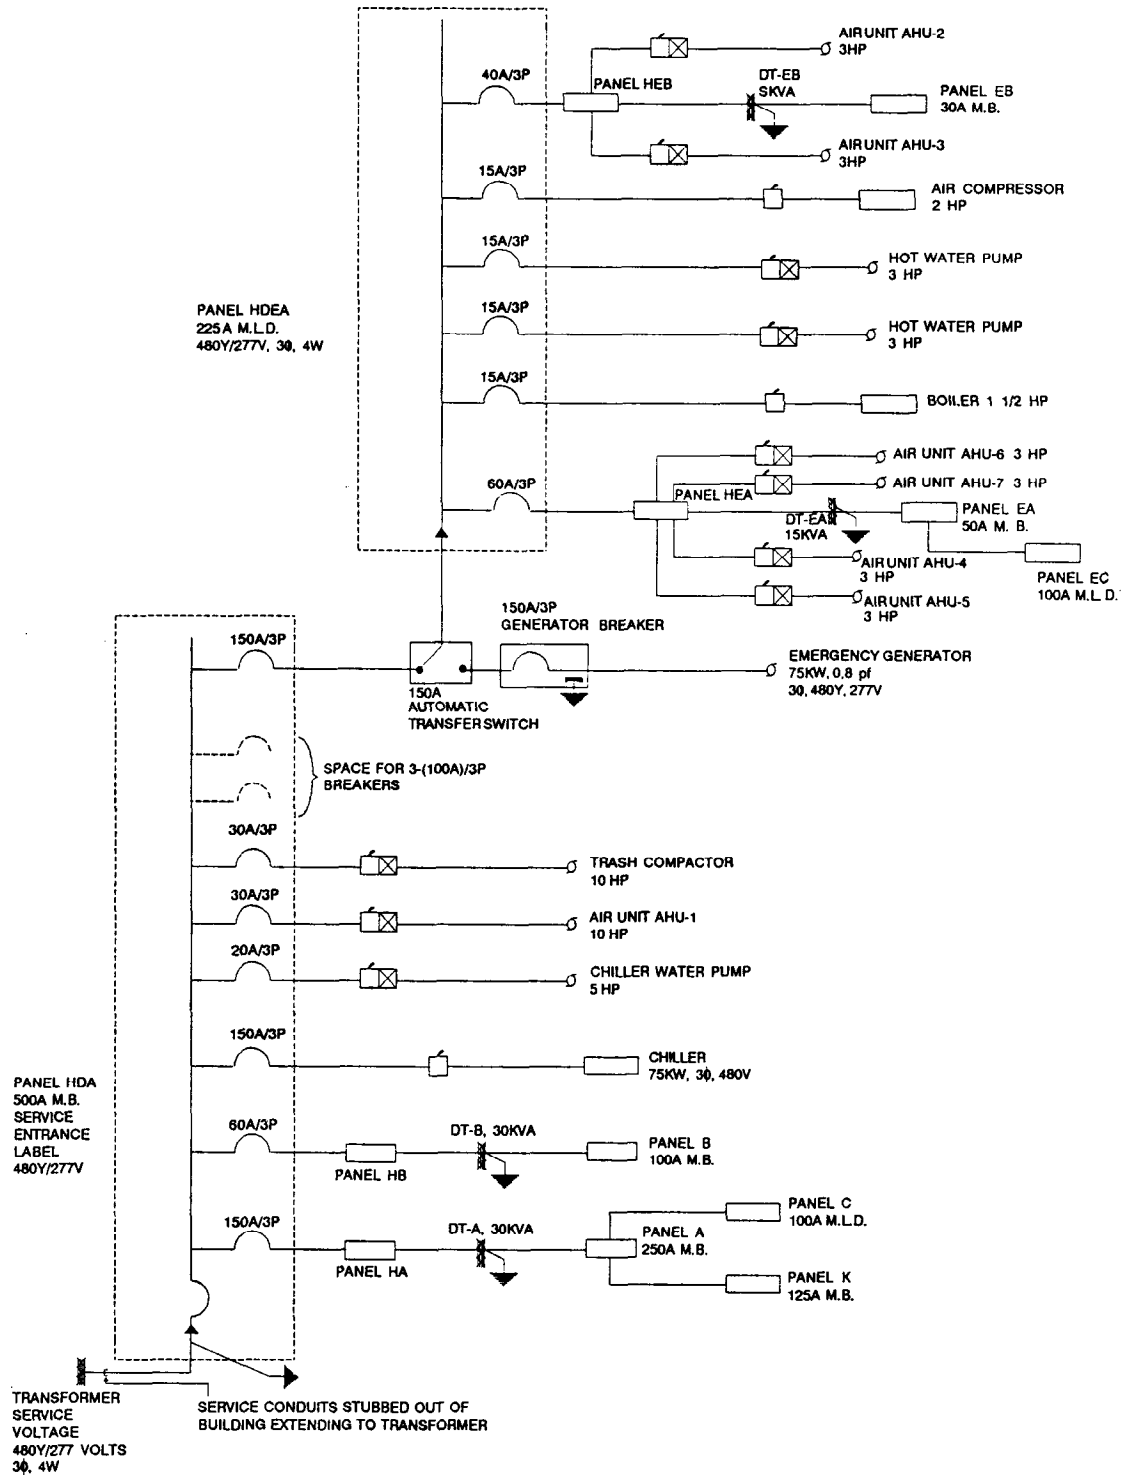 AIR UNIT AHU-2
3HP
40A/3P
PANEL HEB
DT-EB
SKVA
PANEL EB
30A M.B.
AIR UNIT AHU-3
3HP
15A/3P
AIR COMPRESSOR
2 HP
15A/3P
HOT WATER PUMP
3 HP
PANEL HDEA
225A M.L.D.
480Y/277V, 3Φ, 4W
15A/3P
HOT WATER PUMP
3 HP
15A/3P
BOILER 1 1/2 HP
AIR UNIT AHU-6 3 HP
60A/3P
AIR UNIT AHU-7 3 HP
PANEL HEA
DT-EA
15KVA
PANEL EA
50A M. B.
AIR UNIT AHU-4
3 HP
PANEL EC
100A M.L.D.
AIR UNIT AHU-5
3 HP
150A/3P
GENERATOR BREAKER
150A/3P
EMERGENCY GENERATOR
75KW, 0,8 pf
3Φ, 480Y, 277V
150A
AUTOMATIC
TRANSFER SWITCH
SPACE FOR 3-(100A)/3P
BREAKERS
30A/3P
TRASH COMPACTOR
10 HP
30A/3P
AIR UNIT AHU-1
10 HP
20A/3P
CHILLER WATER PUMP
5 HP
150A/3P
CHILLER
75KW, 3Φ, 480V
PANEL HDA
500A M.B.
SERVICE
ENTRANCE
LABEL
480Y/277V
60A/3P
PANEL HB
DT-B, 30KVA
PANEL B
100A M.B.
150A/3P
PANEL HA
DT-A, 30KVA
PANEL A
250A M.B.
PANEL C
100A M.L.D.
PANEL K
125A M.B.
TRANSFORMER
SERVICE
VOLTAGE
480Y/277 VOLTS
3Φ, 4W
SERVICE CONDUITS STUBBED OUT OF
BUILDING EXTENDING TO TRANSFORMER